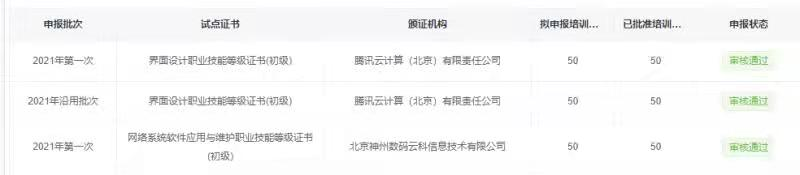 申报批次 试点证书 颁证机构 拟申报培训... 已批准培训... 申报状态
2021年第一次 界面设计职业技能等级证书(初级) 腾讯云计算（北京）有限责任公司 50 50 审核通过
2021年沿用批次 界面设计职业技能等级证书(初级) 腾讯云计算（北京）有限责任公司 50 50 审核通过
2021年第一次 网络系统软件应用与维护职业技能等级证书 北京神州数码云科信息技术有限公司 50 50 审核通过
(初级)